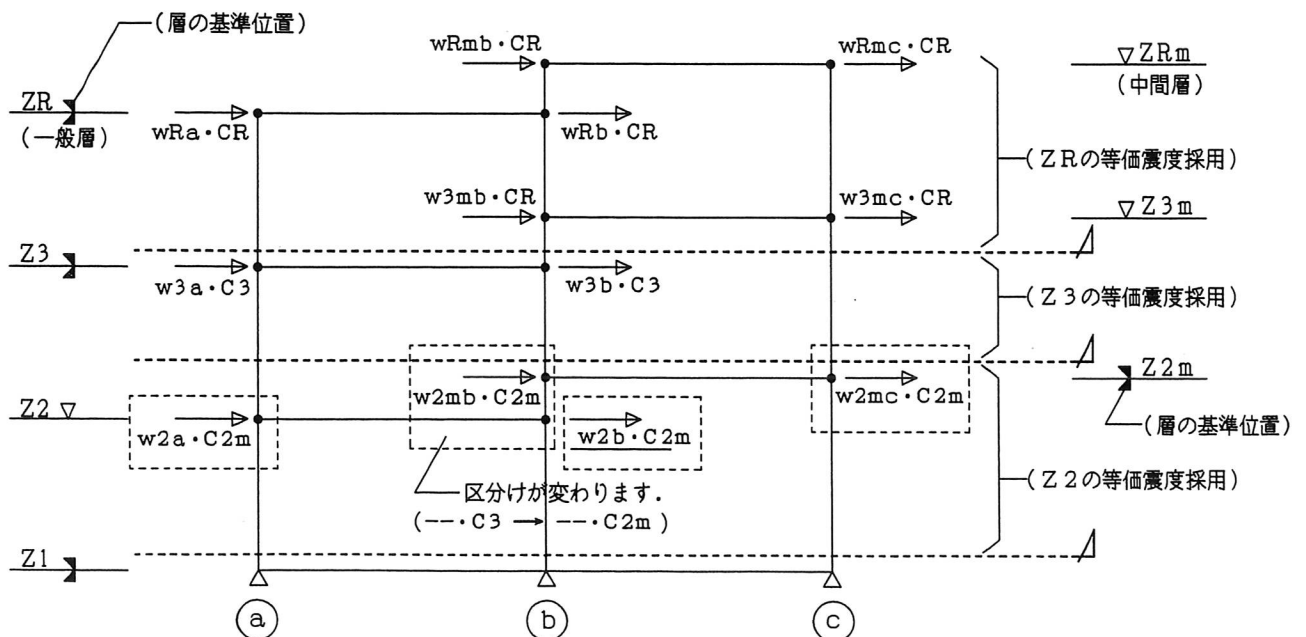 (層の基準位置)
wRmb・CR
wRmc・CR
▽ZRm
(中間層)
ZR
(一般層)
wRa・CR
wRb・CR
(ZRの等価震度採用)
w3mb・CR
w3mc・CR
▽Z3m
Z3
w3a・C3
w3b・C3
(Z3の等価震度採用)
Z2m
w2mb・C2m
w2mc・C2m
(層の基準位置)
Z2 ▽
w2a・C2m
w2b・C2m
(Z2の等価震度採用)
区分けが変わります.
(--・C3 → --・C2m)
Z1
a
b
c